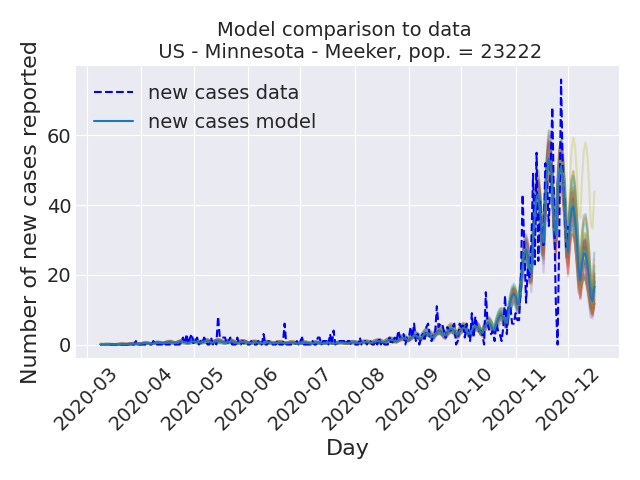 Model comparison to data
US - Minnesota - Meeker, pop. = 23222
Number of new cases reported
new cases data
new cases model
60
40
20
0
2020-03
2020-04
2020-05
2020-06
2020-07
2020-08
2020-09
2020-10
2020-11
2020-12
Day